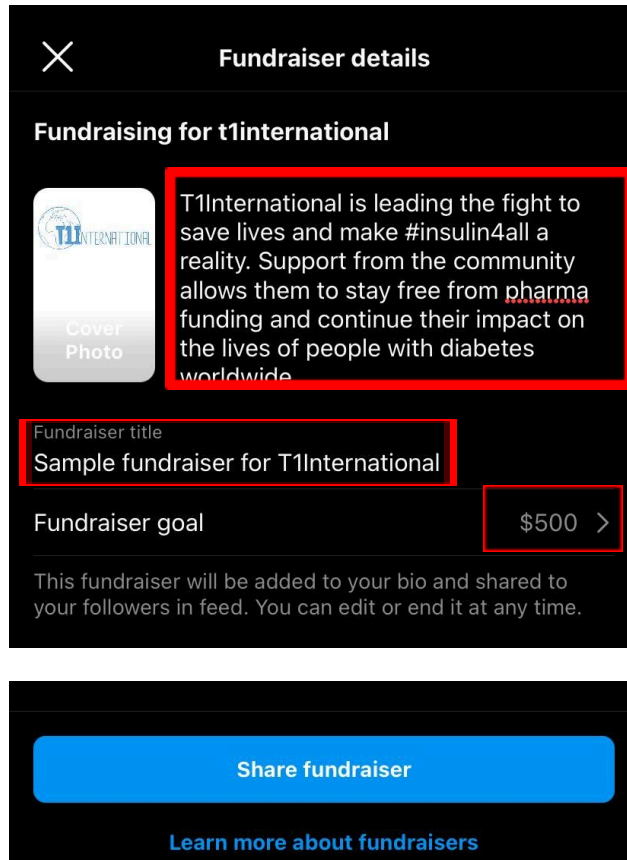 Fundraiser details
Fundraising for t1international
T1International is leading the fight to
save lives and make #insulin4all a
reality. Support from the community
allows them to stay free from pharma
funding and continue their impact on
the lives of people with diabetes
worldwide
T1INTERNATIONAL
Cover
Photo
Fundraiser title
Sample fundraiser for T1International
Fundraiser goal
$500
This fundraiser will be added to your bio and shared to
your followers in feed. You can edit or end it at any time.
Share fundraiser
Learn more about fundraisers